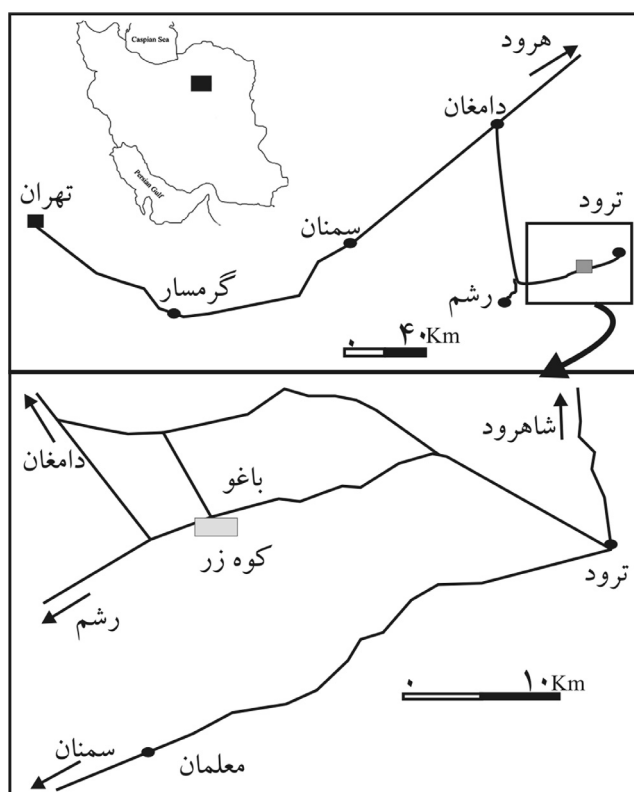 Caspian Sea
Persian Gulf
هرود
دامغان
تهران
سمنان
ترود
گرمسار
رشم
۰ ۴۰Km
دامغان
باغو
شاهرود
کوه زر
ترود
رشم
۰ ۱۰Km
سمنان
معلمان